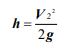 h = V₂² / 2g